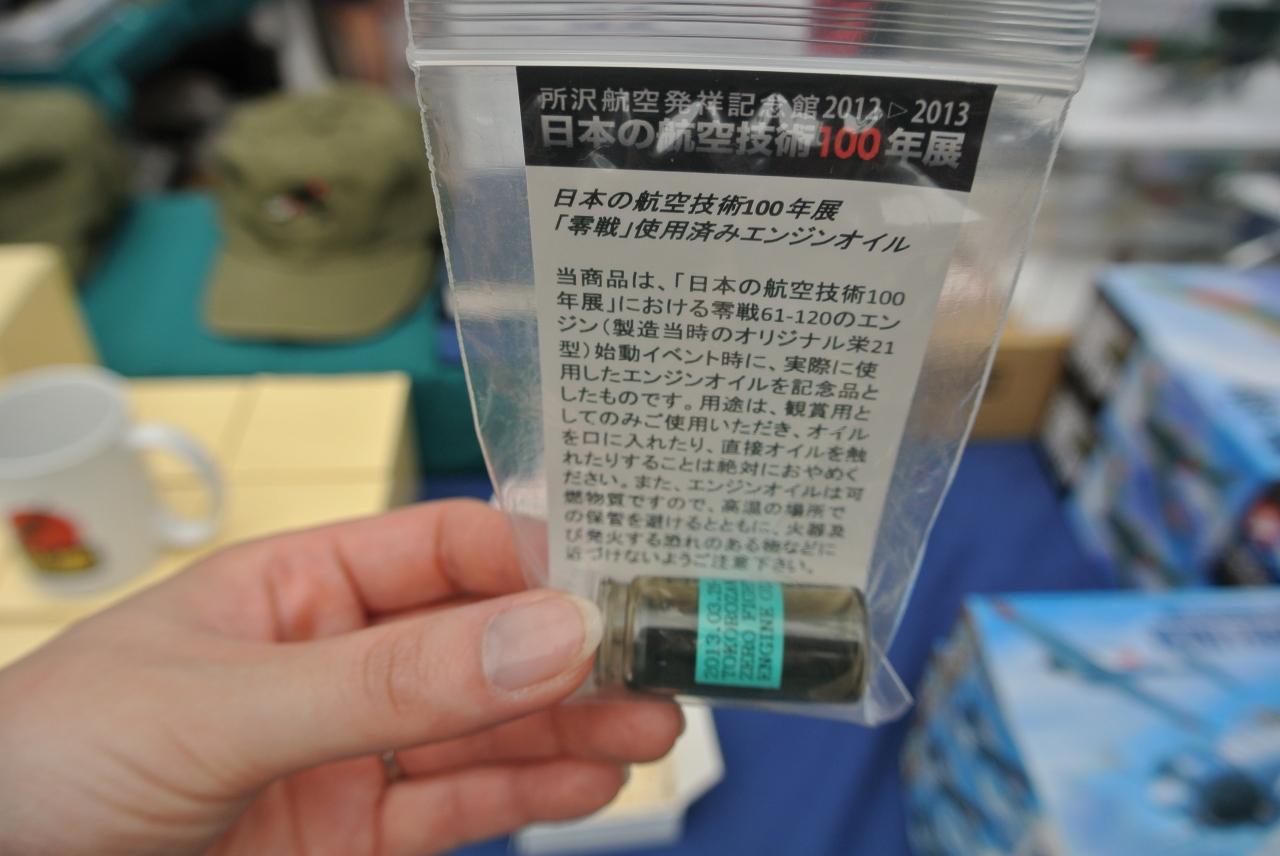 所沢航空発祥記念館2012▷2013
日本の航空技術100年展
日本の航空技術100年展
「零戦」使用済みエンジンオイル
当商品は、「日本の航空技術100
年展」における零戦61-120のエン
ジン（製造当時のオリジナル栄21
型）始動イベント時に、実際に使
用したエンジンオイルを記念品と
したものです。用途は、観賞用と
してのみご使用いただき、オイル
を口に入れたり、直接オイルを触
れたりすることは絶対におやめく
ださい。また、エンジンオイルは可
燃物質ですので、高温の場所で
の保管を避けるとともに、火器及
び発火する恐れのある物などに
近づけないようご注意下さい。
2013.03.
TOKOROZAW
ZERO FIGH
ENGINE